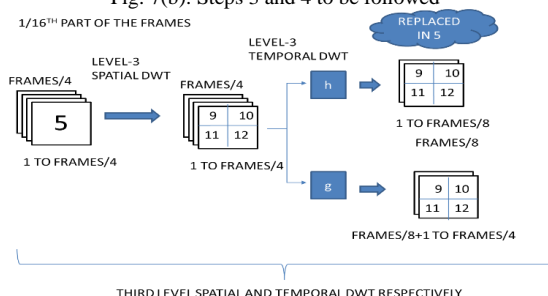 Fig. 7(b). Steps 3 and 4 to be followed
1/16TH PART OF THE FRAMES
REPLACED
IN 5
LEVEL-3
SPATIAL DWT
LEVEL-3
TEMPORAL DWT
FRAMES/4
5
1 TO FRAMES/4
FRAMES/4
9 10
11 12
1 TO FRAMES/4
h
9 10
11 12
1 TO FRAMES/8
FRAMES/8
g
9 10
11 12
FRAMES/8+1 TO FRAMES/4
THIRD LEVEL SPATIAL AND TEMPORAL DWT RESPECTIVELY